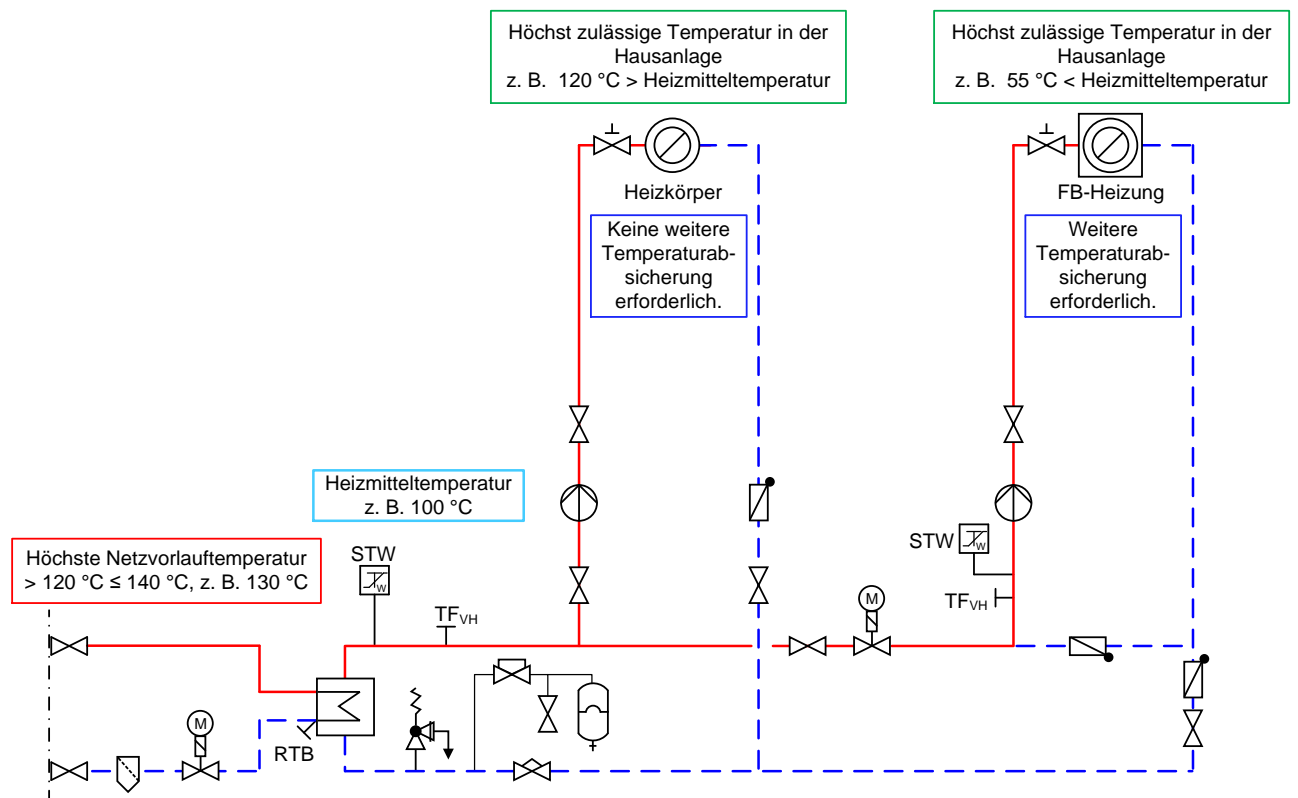 Höchst zulässige Temperatur in der
Hausanlage
z. B.  120 °C > Heizmitteltemperatur
Höchst zulässige Temperatur in der
Hausanlage
z. B.  55 °C < Heizmitteltemperatur
Heizkörper
FB-Heizung
Keine weitere
Temperaturab-
sicherung
erforderlich.
Weitere
Temperaturab-
sicherung
erforderlich.
Heizmitteltemperatur
z. B. 100 °C
Höchste Netzvorlauftemperatur
> 120 °C ≤ 140 °C, z. B. 130 °C
STW
W
STW
W
TFVH
TFVH
M
M
RTB